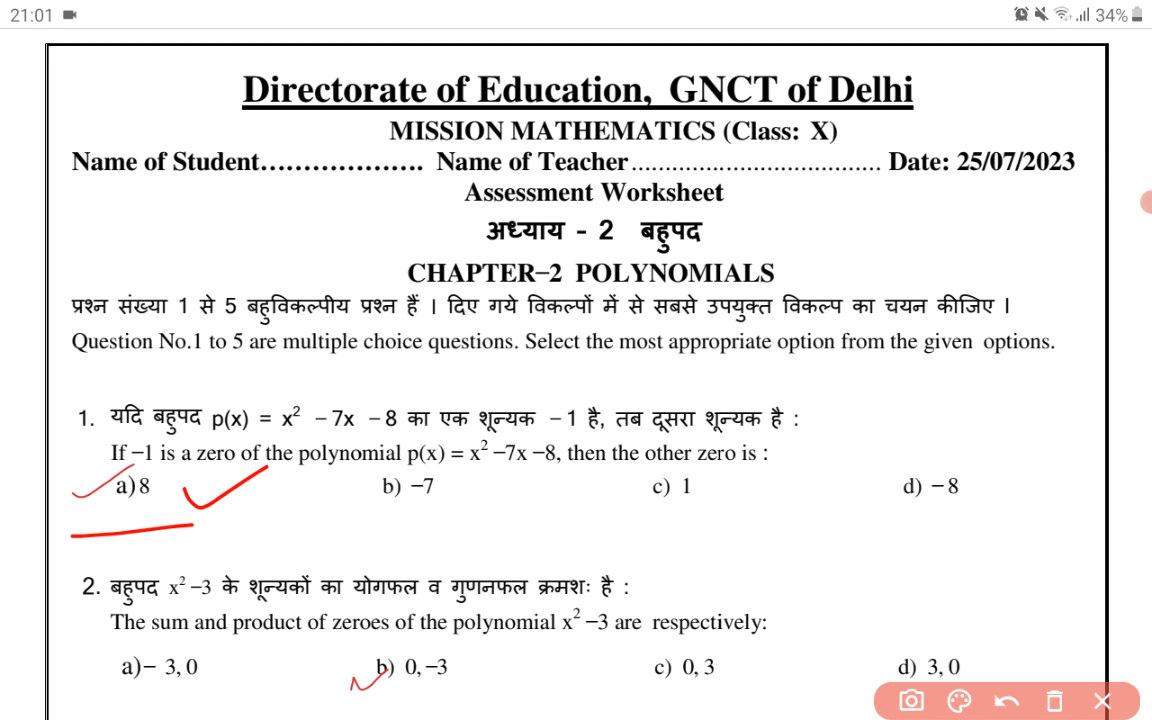 21:01 34%
Directorate of Education, GNCT of Delhi
MISSION MATHEMATICS (Class: X)
Name of Student................... Name of Teacher.................................... Date: 25/07/2023
Assessment Worksheet
अध्याय - 2 बहुपद
CHAPTER–2 POLYNOMIALS
प्रश्न संख्या 1 से 5 बहुविकल्पीय प्रश्न हैं । दिए गये विकल्पों में से सबसे उपयुक्त विकल्प का चयन कीजिए ।
Question No.1 to 5 are multiple choice questions. Select the most appropriate option from the given options.
1. यदि बहुपद p(x) = x² – 7x – 8 का एक शून्यक – 1 है, तब दूसरा शून्यक है :
If –1 is a zero of the polynomial p(x) = x² –7x –8, then the other zero is :
a) 8 b) –7 c) 1 d) – 8
2. बहुपद x² –3 के शून्यकों का योगफल व गुणनफल क्रमशः है :
The sum and product of zeroes of the polynomial x² –3 are respectively:
a)– 3, 0 b) 0, –3 c) 0, 3 d) 3, 0